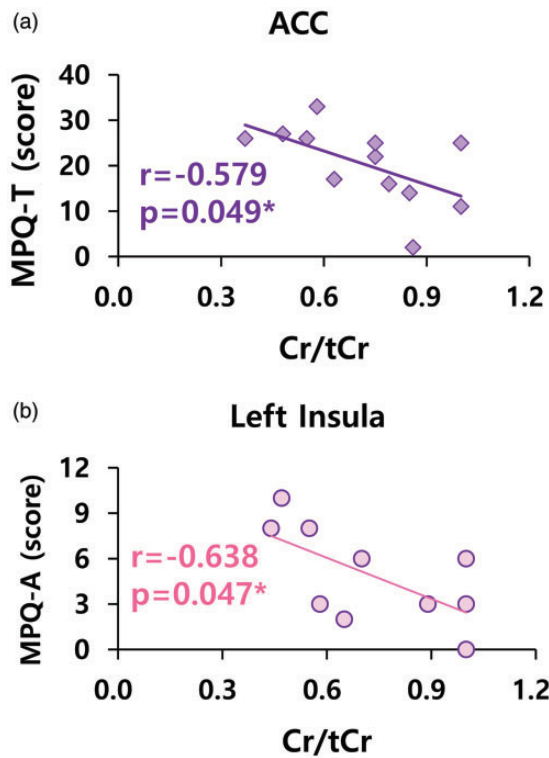 (a)
ACC
MPQ-T (score)
40
30
20
10
0
r=-0.579
p=0.049*
0.0 0.3 0.6 0.9 1.2
Cr/tCr
(b)
Left Insula
MPQ-A (score)
12
9
6
3
0
r=-0.638
p=0.047*
0.0 0.3 0.6 0.9 1.2
Cr/tCr